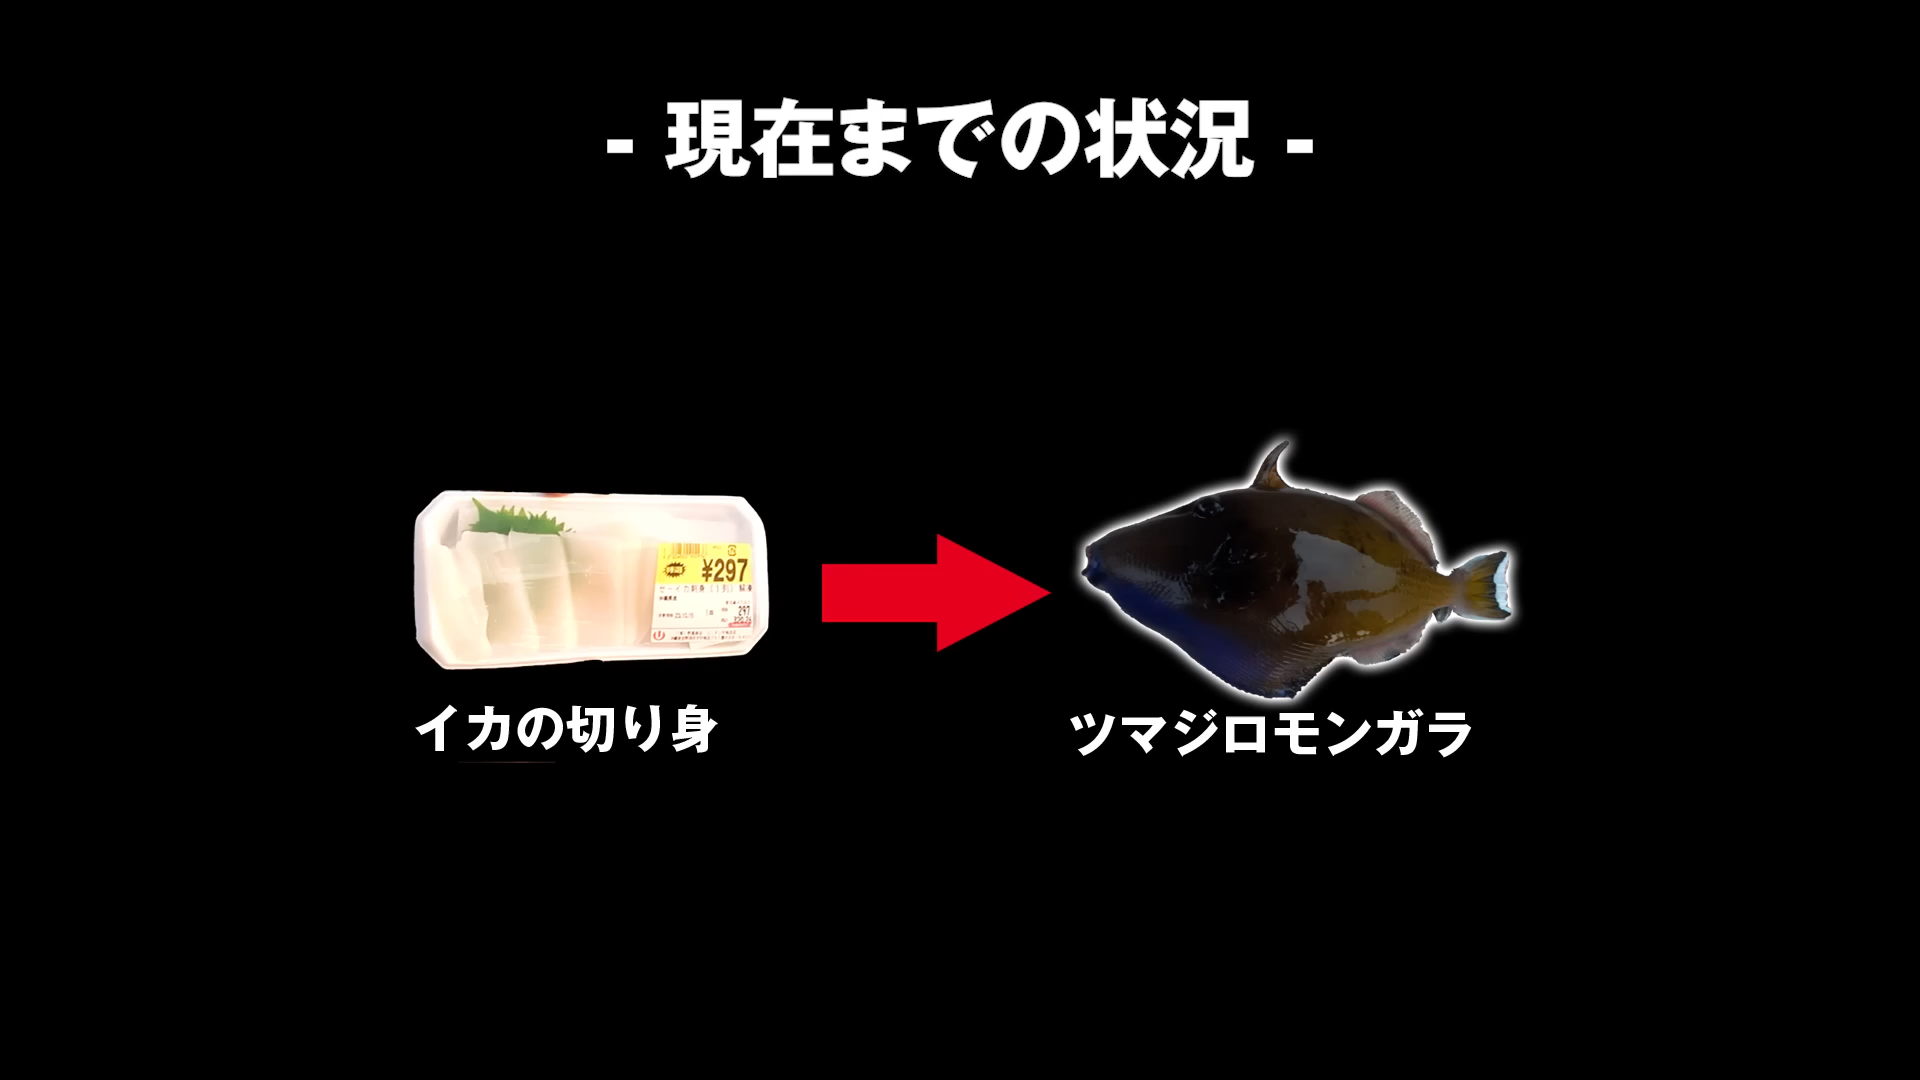 - 現在までの状況 -
¥297
297
イカの切り身
ツマジロモンガラ